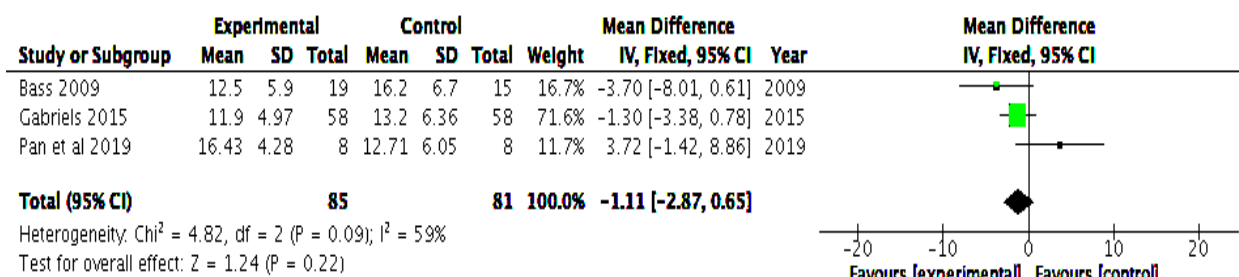 Experimental Control Mean Difference Mean Difference
Study or Subgroup Mean SD Total Mean SD Total Weight IV, Fixed, 95% CI Year IV, Fixed, 95% CI
Bass 2009 12.5 5.9 19 16.2 6.7 15 16.7% -3.70 [-8.01, 0.61] 2009
Gabriels 2015 11.9 4.97 58 13.2 6.36 58 71.6% -1.30 [-3.38, 0.78] 2015
Pan et al 2019 16.43 4.28 8 12.71 6.05 8 11.7% 3.72 [-1.42, 8.86] 2019
Total (95% CI) 85 81 100.0% -1.11 [-2.87, 0.65]
Heterogeneity: Chi² = 4.82, df = 2 (P = 0.09); I² = 59%
Test for overall effect: Z = 1.24 (P = 0.22)
-20 -10 0 10 20
Favours [experimental] Favours [control]